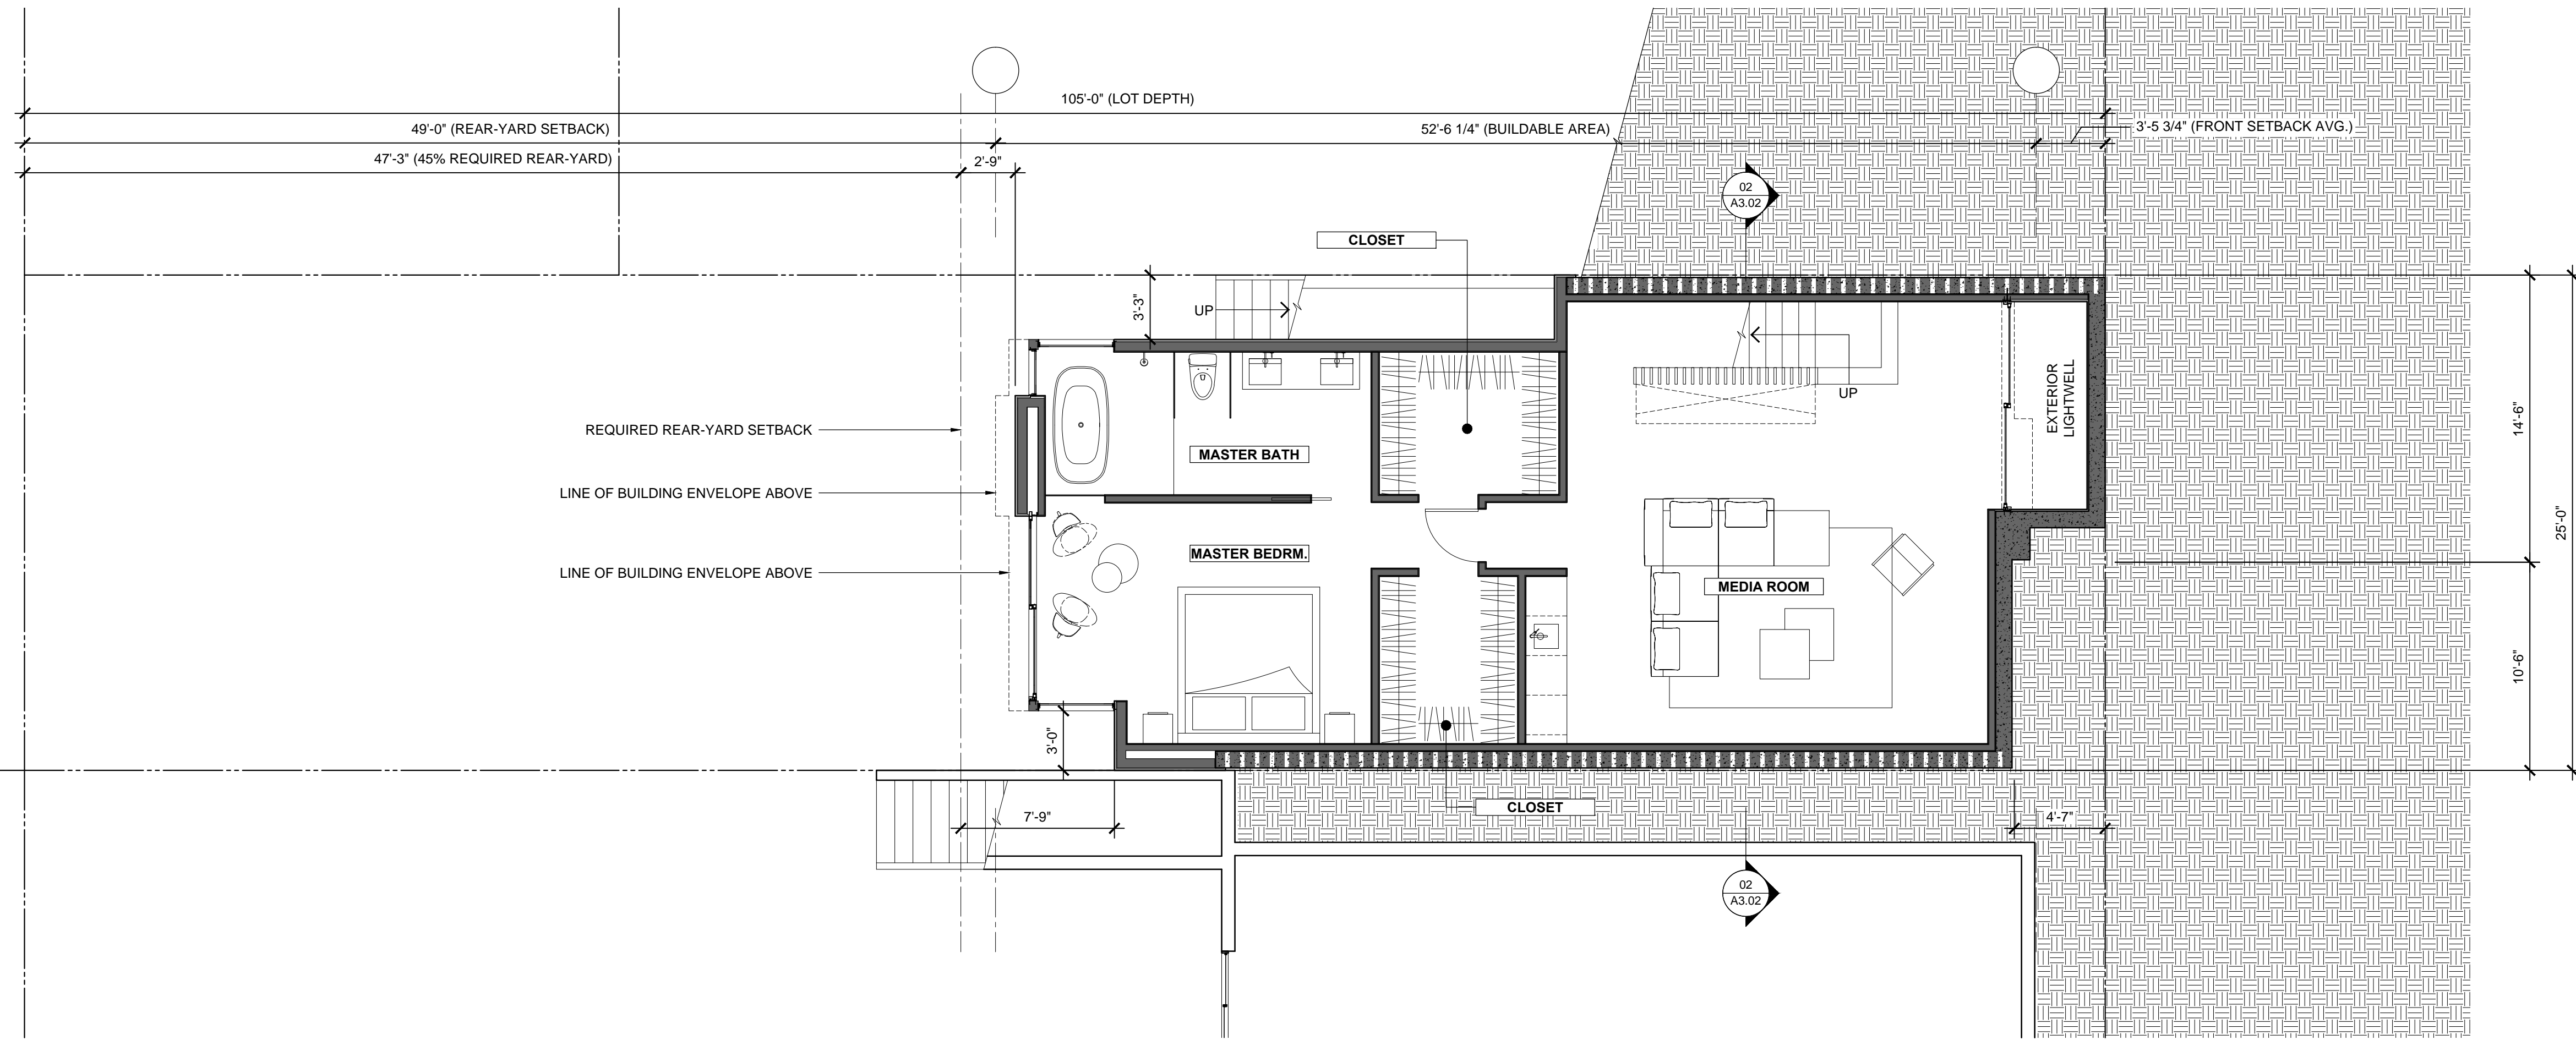 105'-0" (LOT DEPTH)
49'-0" (REAR-YARD SETBACK)
52'-6 1/4" (BUILDABLE AREA)
3'-5 3/4" (FRONT SETBACK AVG.)
47'-3" (45% REQUIRED REAR-YARD)
2'-9"
02
A3.02
CLOSET
3'-3"
UP
UP
EXTERIOR
LIGHTWELL
14'-6"
REQUIRED REAR-YARD SETBACK
MASTER BATH
LINE OF BUILDING ENVELOPE ABOVE
25'-0"
MASTER BEDRM.
LINE OF BUILDING ENVELOPE ABOVE
MEDIA ROOM
10'-6"
3'-0"
CLOSET
7'-9"
4'-7"
02
A3.02